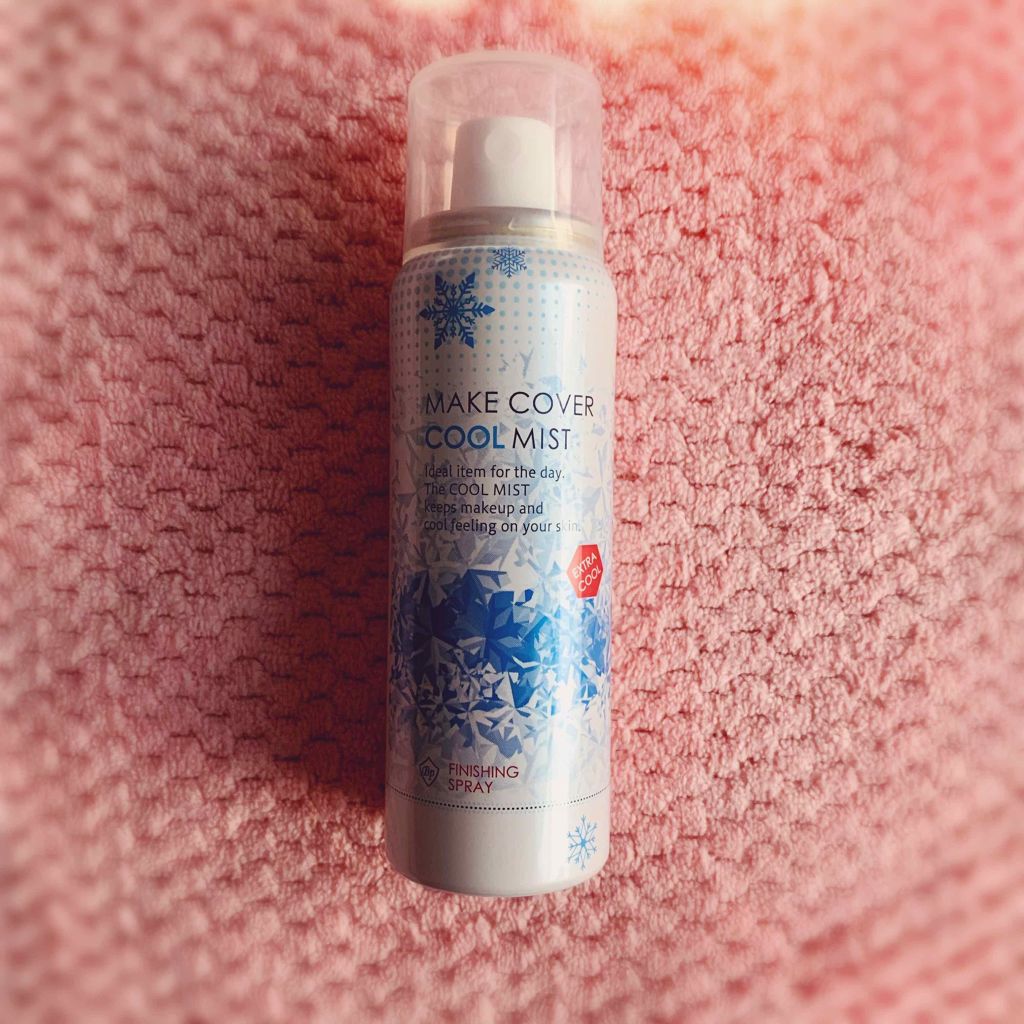 MAKE COVER
COOL MIST
Ideal item for the day.
The COOL MIST
keeps makeup and
cool feeling on your skin.
EXTRA
COOL
FINISHING
SPRAY